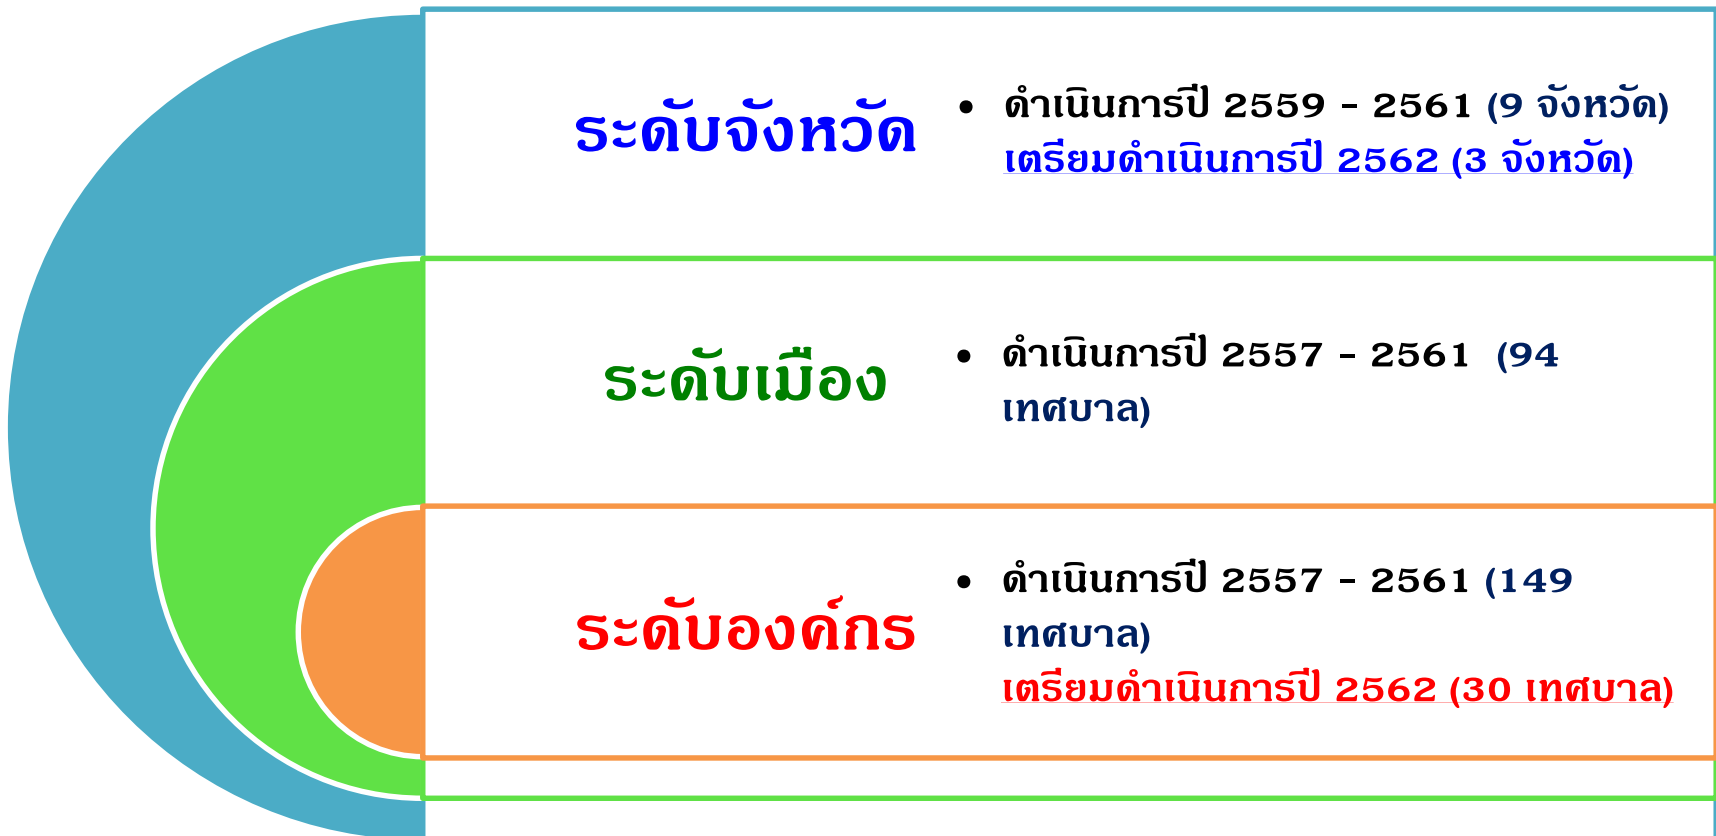 ระดับจังหวัด
• ดำเนินการปี 2559 - 2561 (9 จังหวัด)
เตรียมดำเนินการปี 2562 (3 จังหวัด)
ระดับเมือง
• ดำเนินการปี 2557 - 2561 (94
เทศบาล)
ระดับองค์กร
• ดำเนินการปี 2557 - 2561 (149
เทศบาล)
เตรียมดำเนินการปี 2562 (30 เทศบาล)